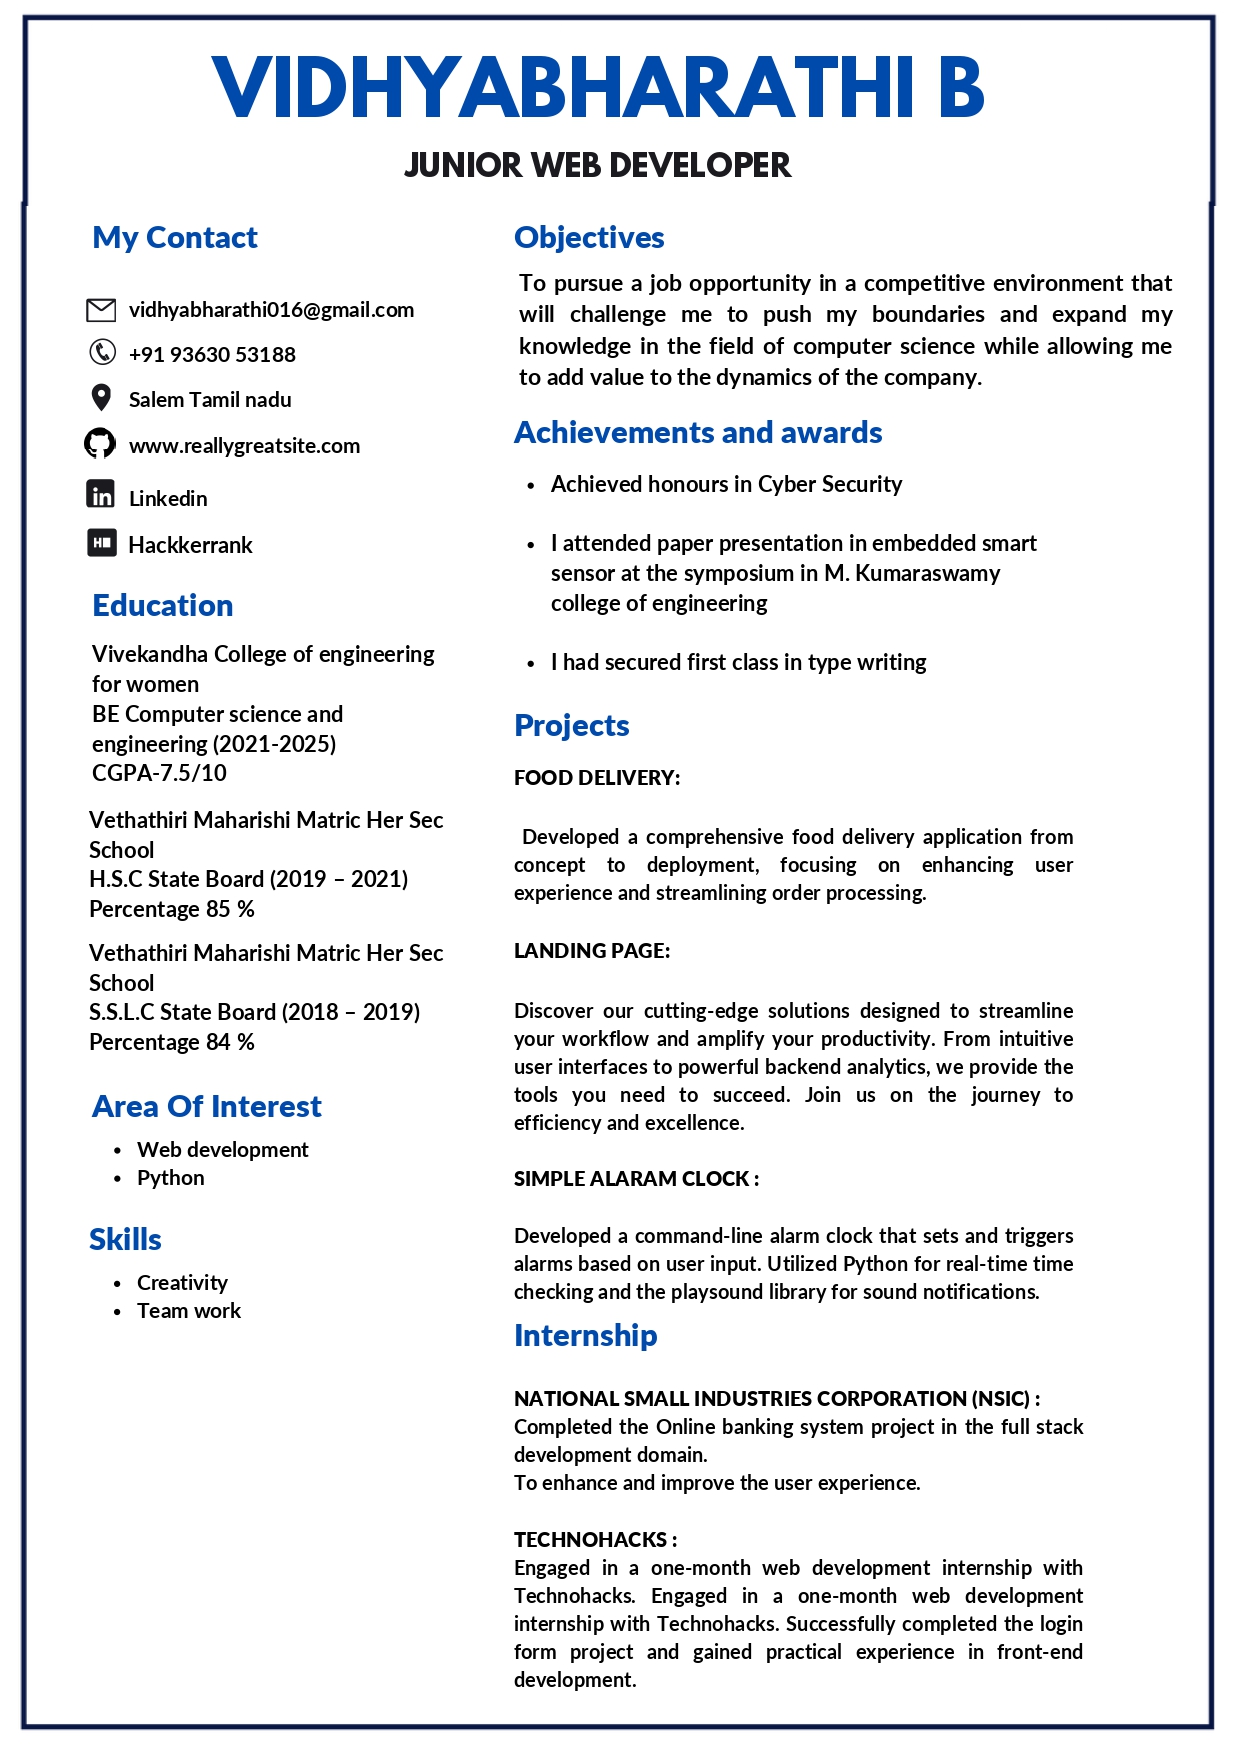 VIDHYABHARATHI B
JUNIOR WEB DEVELOPER
My Contact
vidhyabharathi016@gmail.com
+91 93630 53188
Salem Tamil nadu
www.reallygreatsite.com
Linkedin
Hackkerrank
Education
Vivekandha College of engineering
for women
BE Computer science and
engineering (2021-2025)
CGPA-7.5/10
Vethathiri Maharishi Matric Her Sec
School
H.S.C State Board (2019 – 2021)
Percentage 85 %
Vethathiri Maharishi Matric Her Sec
School
S.S.L.C State Board (2018 – 2019)
Percentage 84 %
Area Of Interest
• Web development
• Python
Skills
• Creativity
• Team work
Objectives
To pursue a job opportunity in a competitive environment that
will challenge me to push my boundaries and expand my
knowledge in the field of computer science while allowing me
to add value to the dynamics of the company.
Achievements and awards
• Achieved honours in Cyber Security
• I attended paper presentation in embedded smart
sensor at the symposium in M. Kumaraswamy
college of engineering
• I had secured first class in type writing
Projects
FOOD DELIVERY:
Developed a comprehensive food delivery application from
concept to deployment, focusing on enhancing user
experience and streamlining order processing.
LANDING PAGE:
Discover our cutting-edge solutions designed to streamline
your workflow and amplify your productivity. From intuitive
user interfaces to powerful backend analytics, we provide the
tools you need to succeed. Join us on the journey to
efficiency and excellence.
SIMPLE ALARAM CLOCK :
Developed a command-line alarm clock that sets and triggers
alarms based on user input. Utilized Python for real-time time
checking and the playsound library for sound notifications.
Internship
NATIONAL SMALL INDUSTRIES CORPORATION (NSIC) :
Completed the Online banking system project in the full stack
development domain.
To enhance and improve the user experience.
TECHNOHACKS :
Engaged in a one-month web development internship with
Technohacks. Engaged in a one-month web development
internship with Technohacks. Successfully completed the login
form project and gained practical experience in front-end
development.